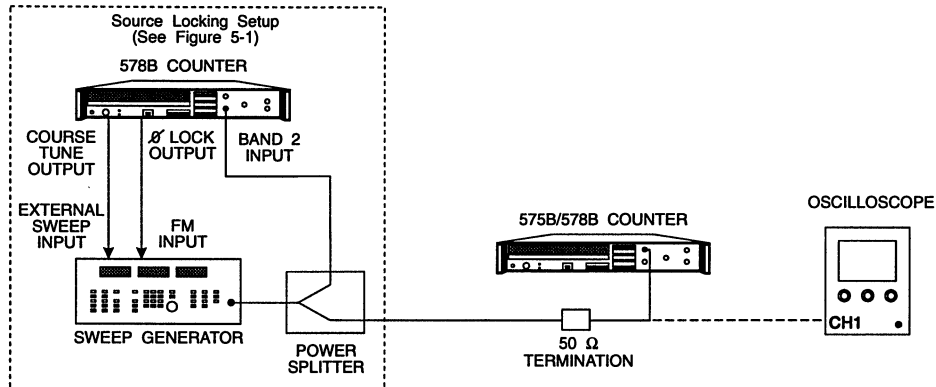 Source Locking Setup
(See Figure 5-1)
578B COUNTER
COURSE
TUNE
OUTPUT
Ø LOCK
OUTPUT
BAND 2
INPUT
EXTERNAL
SWEEP
INPUT
FM
INPUT
SWEEP GENERATOR
POWER
SPLITTER
575B/578B COUNTER
50 Ω
TERMINATION
OSCILLOSCOPE
CH1